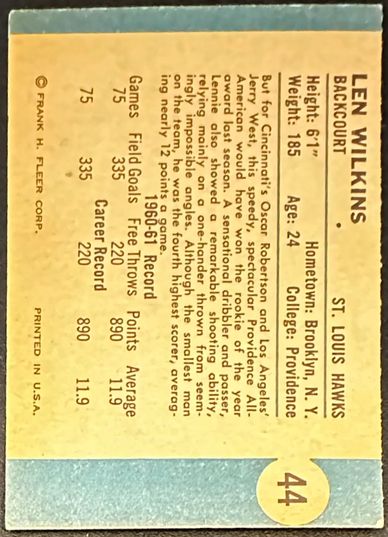 44
LEN WILKINS • ST. LOUIS HAWKS
BACKCOURT
Height: 6'1" Hometown: Brooklyn, N. Y.
Weight: 185 Age: 24 College: Providence
But for Cincinnati's Oscar Robertson and Los Angeles'
Jerry West, this speedy, spectacular Providence All-
American would have won the rookie of the year
award last season. A sensational dribbler and passer,
Lennie also showed a remarkable shooting ability,
relying mainly on a one-hander thrown from seem-
ingly impossible angles. Although the smallest man
on the team, he was the fourth highest scorer, averag-
ing nearly 12 points a game.
1960-61 Record
Games Field Goals Free Throws Points Average
75 335 220 890 11.9
Career Record
75 335 220 890 11.9
© FRANK H. FLEER CORP. PRINTED IN U.S.A.